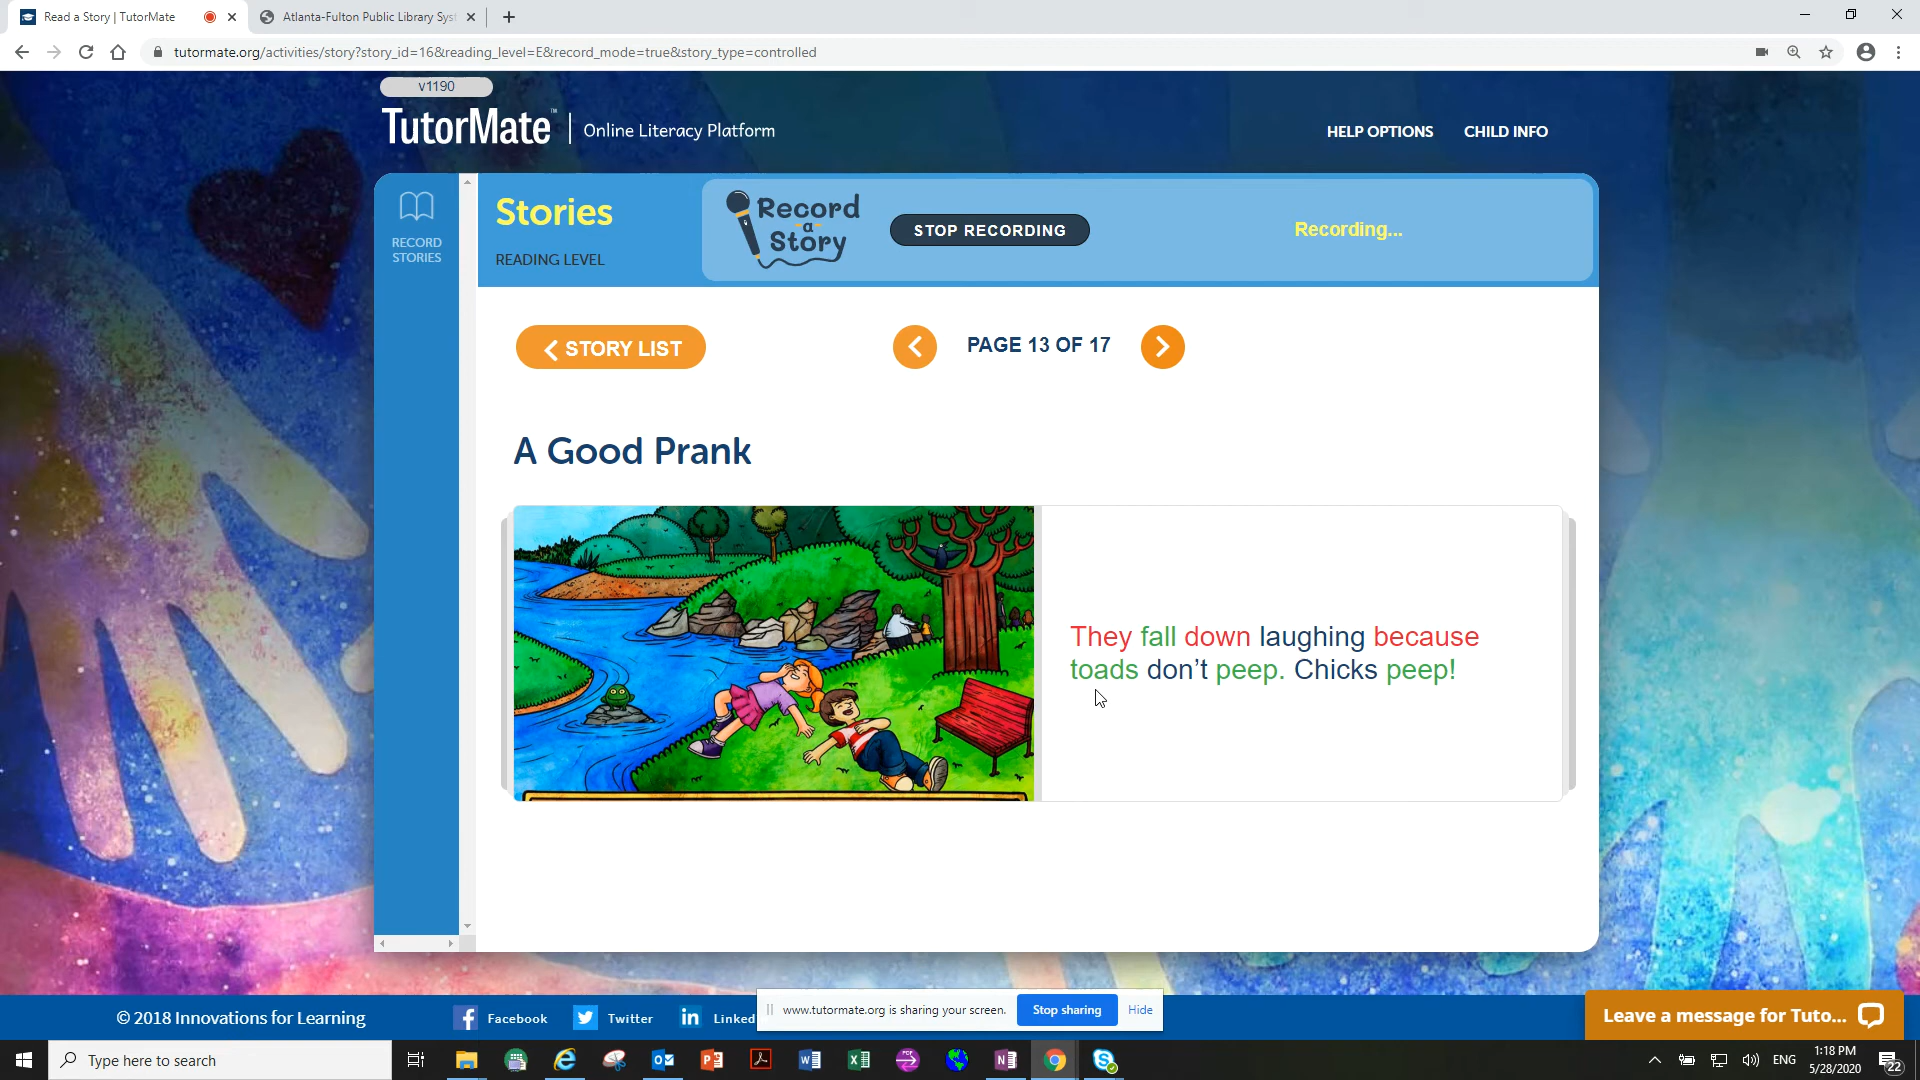 Read a Story | TutorMate
Atlanta-Fulton Public Library Sys
tutormate.org/activities/story?story_id=16&reading_level=E&record_mode=true&story_type=controlled
v1190
TutorMate™ | Online Literacy Platform
HELP OPTIONS
CHILD INFO
RECORD
STORIES
Stories
READING LEVEL
Record
a
Story
STOP RECORDING
Recording...
STORY LIST
PAGE 13 OF 17
A Good Prank
They fall down laughing because
toads don’t peep. Chicks peep!
© 2018 Innovations for Learning
Facebook
Twitter
Linked
www.tutormate.org is sharing your screen.
Stop sharing
Hide
Leave a message for Tuto...
Type here to search
ENG
1:18 PM
5/28/2020
22